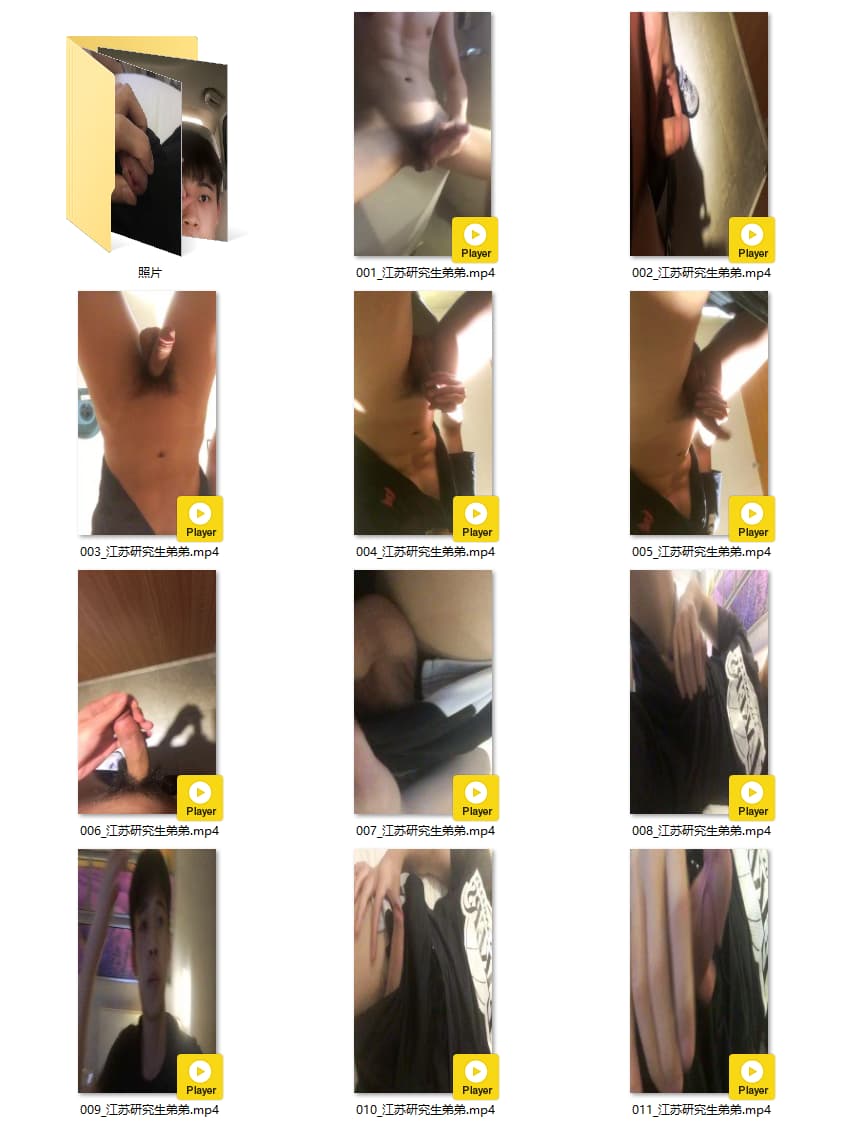 照片
Player
001_江苏研究生弟弟.mp4
Player
002_江苏研究生弟弟.mp4
Player
003_江苏研究生弟弟.mp4
Player
004_江苏研究生弟弟.mp4
Player
005_江苏研究生弟弟.mp4
Player
006_江苏研究生弟弟.mp4
Player
007_江苏研究生弟弟.mp4
Player
008_江苏研究生弟弟.mp4
Player
009_江苏研究生弟弟.mp4
Player
010_江苏研究生弟弟.mp4
Player
011_江苏研究生弟弟.mp4